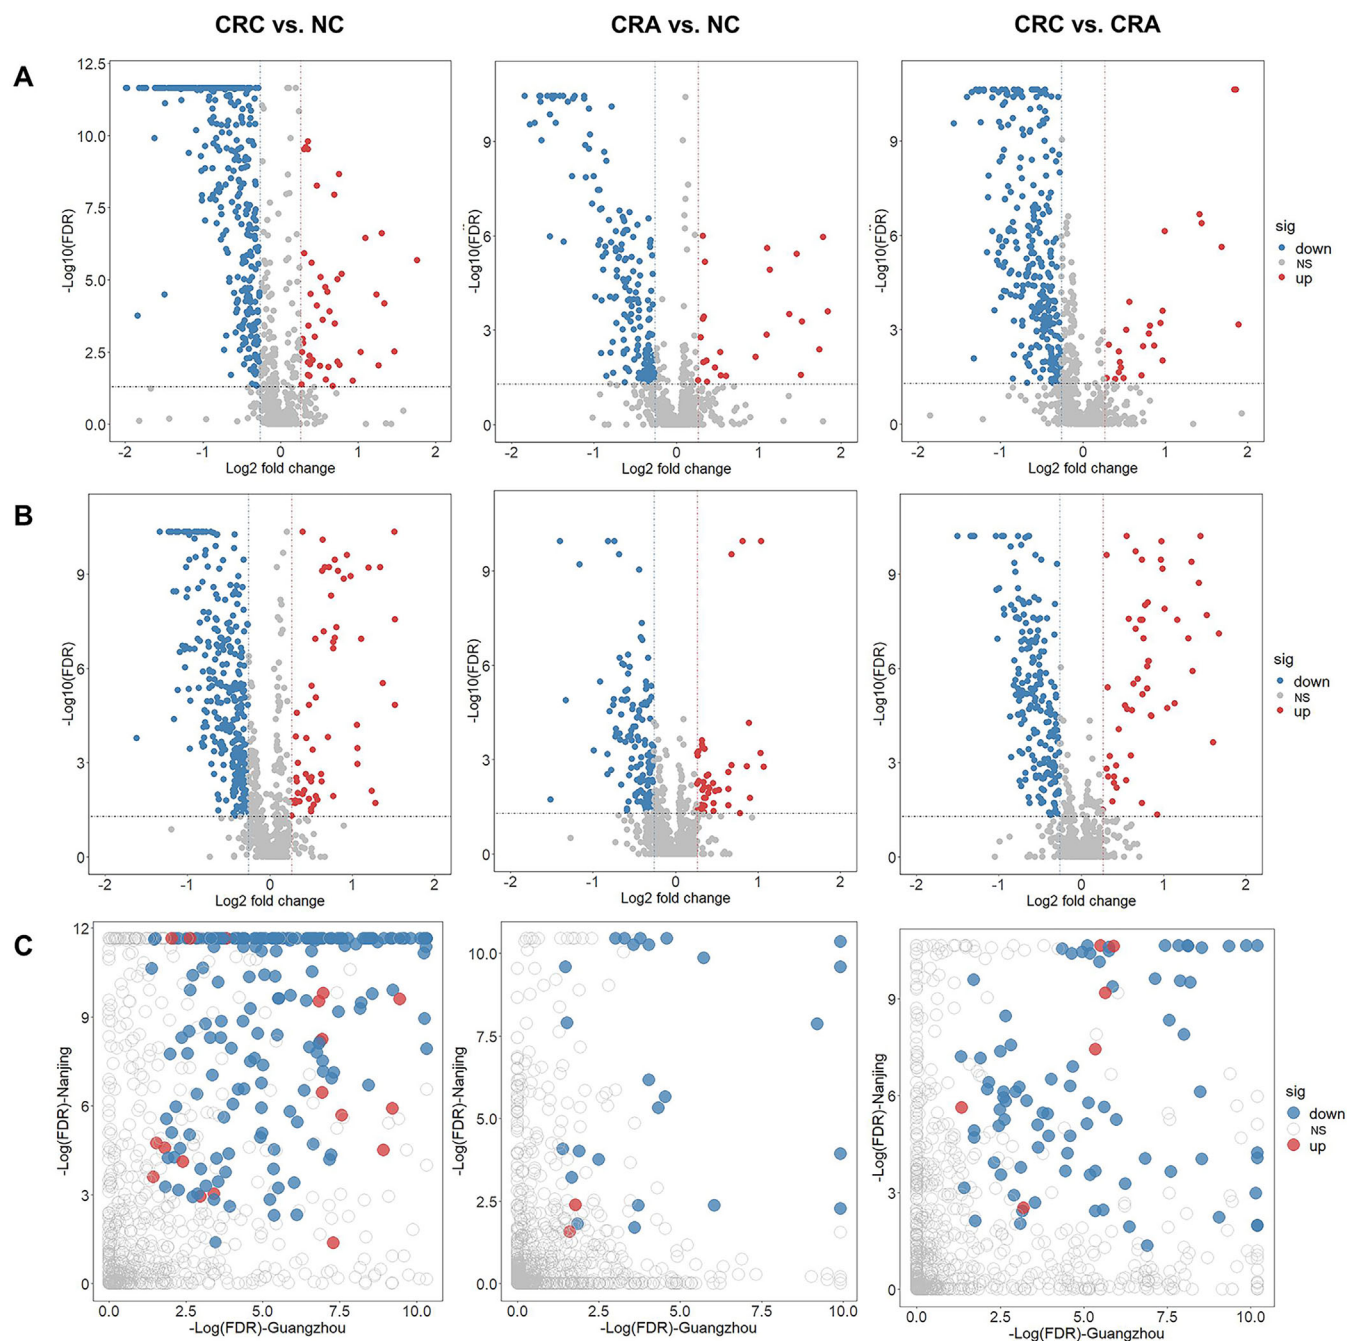 CRC vs. NC
CRA vs. NC
CRC vs. CRA
A
12.5
10.0
7.5
5.0
2.5
0.0
-Log10(FDR)
-2 -1 0 1 2
Log2 fold change
9
6
3
0
-Log10(FDR)
-2 -1 0 1 2
Log2 fold change
9
6
3
0
-Log10(FDR)
-2 -1 0 1 2
Log2 fold change
sig
down
NS
up
B
9
6
3
0
-Log10(FDR)
-2 -1 0 1 2
Log2 fold change
9
6
3
0
-Log10(FDR)
-2 -1 0 1 2
Log2 fold change
9
6
3
0
-Log10(FDR)
-2 -1 0 1 2
Log2 fold change
sig
down
NS
up
C
12
9
6
3
0
-Log(FDR)-Nanjing
0.0 2.5 5.0 7.5 10.0
-Log(FDR)-Guangzhou
10.0
7.5
5.0
2.5
0.0
-Log(FDR)-Nanjing
0.0 2.5 5.0 7.5 10.0
-Log(FDR)-Guangzhou
9
6
3
0
-Log(FDR)-Nanjing
0.0 2.5 5.0 7.5 10.0
-Log(FDR)-Guangzhou
sig
down
NS
up